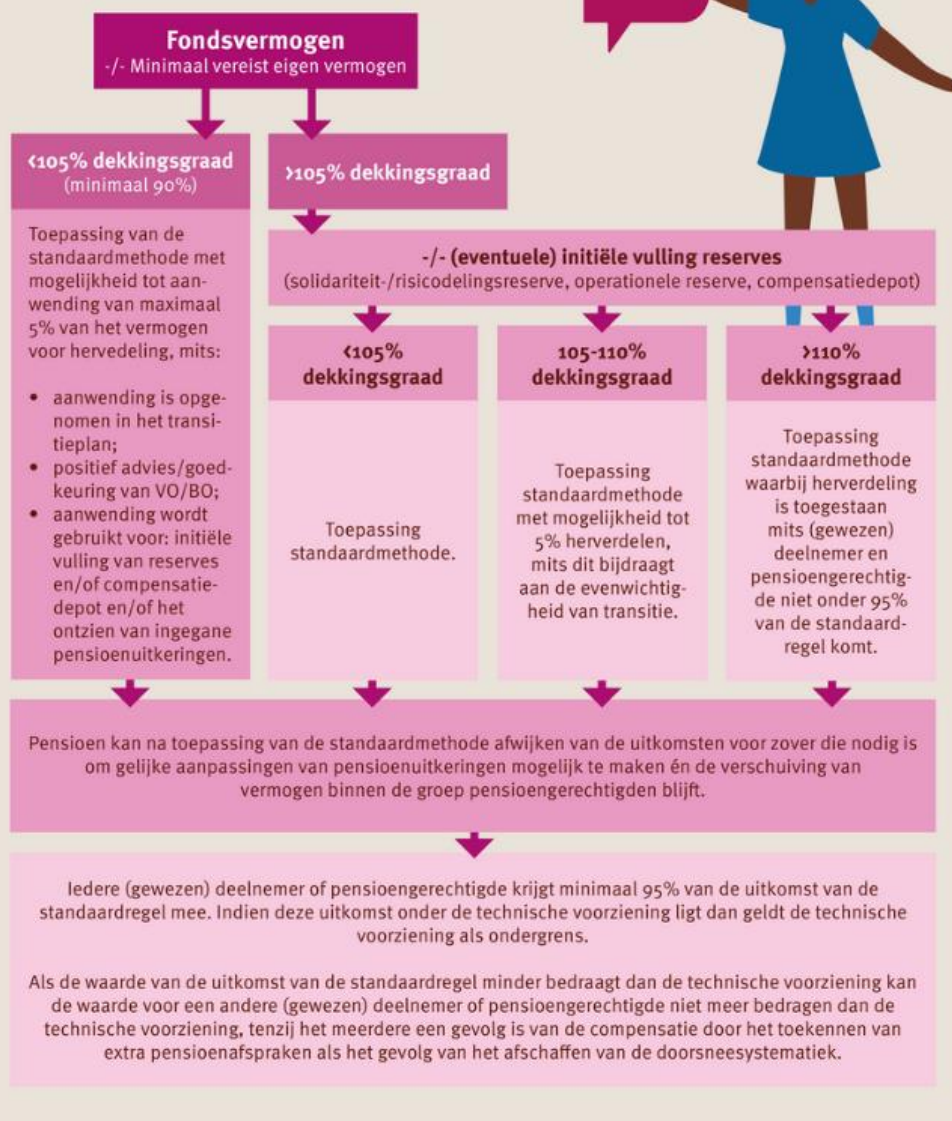 Fondsvermogen
-/- Minimaal vereist eigen vermogen
<105% dekkingsgraad
(minimaal 90%)
>105% dekkingsgraad
Toepassing van de
standaardmethode met
mogelijkheid tot aan-
wending van maximaal
5% van het vermogen
voor hervedeling, mits:
• aanwending is opge-
nomen in het transi-
tieplan;
• positief advies/goed-
keuring van VO/BO;
• aanwending wordt
gebruikt voor: initiële
vulling van reserves
en/of compensatie-
depot en/of het
ontzien van ingegane
pensioenuitkeringen.
-/- (eventuele) initiële vulling reserves
(solidariteit-/risicodelingsreserve, operationele reserve, compensatiedepot)
<105%
dekkingsgraad
Toepassing
standaardmethode.
105-110%
dekkingsgraad
Toepassing
standaardmethode
met mogelijkheid tot
5% herverdelen,
mits dit bijdraagt
aan de evenwichtig-
heid van transitie.
>110%
dekkingsgraad
Toepassing
standaardmethode
waarbij herverdeling
is toegestaan
mits (gewezen)
deelnemer en
pensioengerechtig-
de niet onder 95%
van de standaard-
regel komt.
Pensioen kan na toepassing van de standaardmethode afwijken van de uitkomsten voor zover die nodig is
om gelijke aanpassingen van pensioenuitkeringen mogelijk te maken én de verschuiving van
vermogen binnen de groep pensioengerechtigden blijft.
Iedere (gewezen) deelnemer of pensioengerechtigde krijgt minimaal 95% van de uitkomst van de
standaardregel mee. Indien deze uitkomst onder de technische voorziening ligt dan geldt de technische
voorziening als ondergrens.
Als de waarde van de uitkomst van de standaardregel minder bedraagt dan de technische voorziening kan
de waarde voor een andere (gewezen) deelnemer of pensioengerechtigde niet meer bedragen dan de
technische voorziening, tenzij het meerdere een gevolg is van de compensatie door het toekennen van
extra pensioenafspraken als het gevolg van het afschaffen van de doorsneesystematiek.